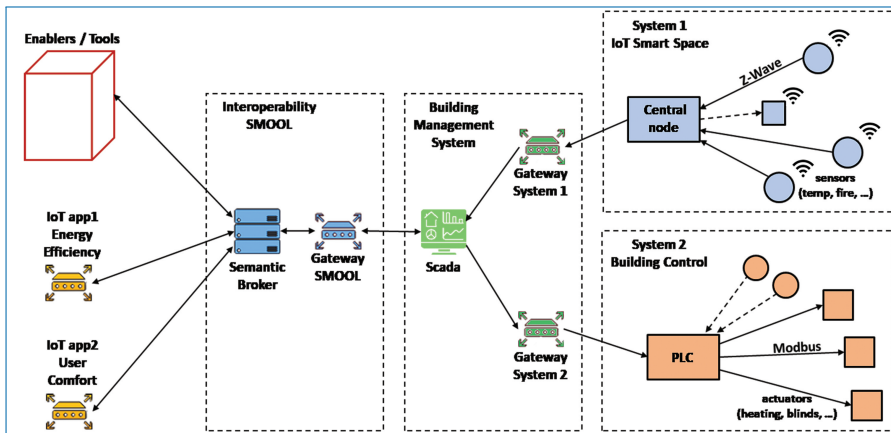 Enablers / Tools
IoT app1
Energy
Efficiency
IoT app2
User
Comfort
Interoperability
SMOOL
Semantic
Broker
Gateway
SMOOL
Building
Management
System
Gateway
System 1
Scada
Gateway
System 2
System 1
IoT Smart Space
Z-Wave
Central
node
sensors
(temp, fire, ...)
System 2
Building Control
PLC
Modbus
actuators
(heating, blinds, ...)